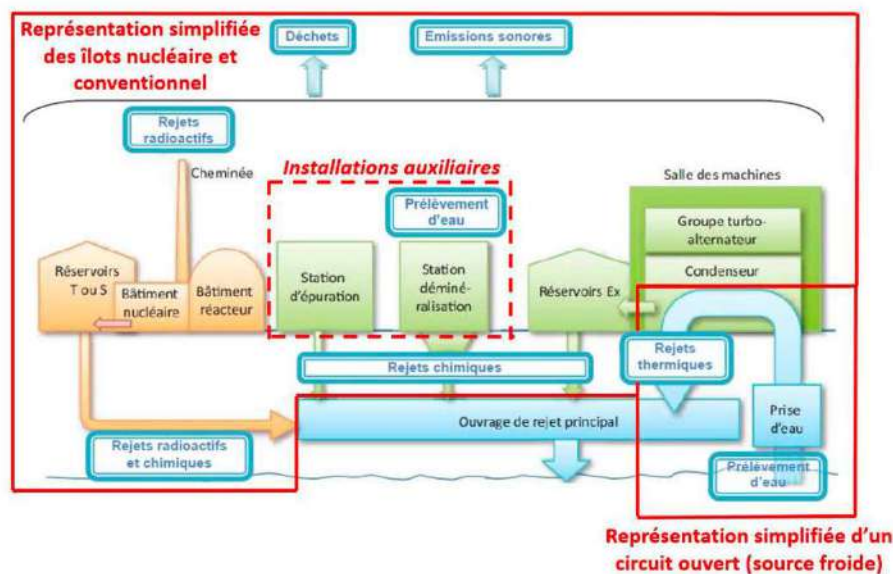 Représentation simplifiée
des îlots nucléaire et
conventionnel
Déchets
Emissions sonores
Rejets
radioactifs
Cheminée
Installations auxiliaires
Prélèvement
d'eau
Salle des machines
Groupe turbo-
alternateur
Condenseur
Réservoirs
T ou S
Bâtiment
nucléaire
Bâtiment
réacteur
Station
d'épuration
Station
déminé-
ralisation
Réservoirs Ex
Rejets chimiques
Rejets
thermiques
Ouvrage de rejet principal
Prise
d'eau
Rejets radioactifs
et chimiques
Prélèvement
d'eau
Représentation simplifiée d'un
circuit ouvert (source froide)